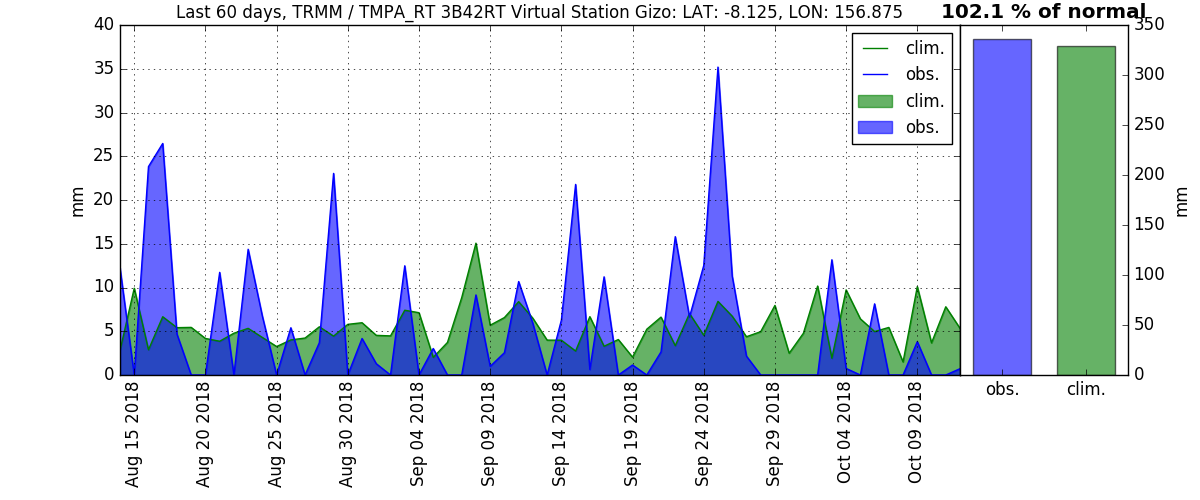 Last 60 days, TRMM / TMPA_RT 3B42RT Virtual Station Gizo: LAT: -8.125, LON: 156.875
102.1 % of normal
40
35
30
25
20
15
10
5
0
mm
clim.
obs.
clim.
obs.
350
300
250
200
150
100
50
0
mm
Aug 15 2018
Aug 20 2018
Aug 25 2018
Aug 30 2018
Sep 04 2018
Sep 09 2018
Sep 14 2018
Sep 19 2018
Sep 24 2018
Sep 29 2018
Oct 04 2018
Oct 09 2018
obs.
clim.